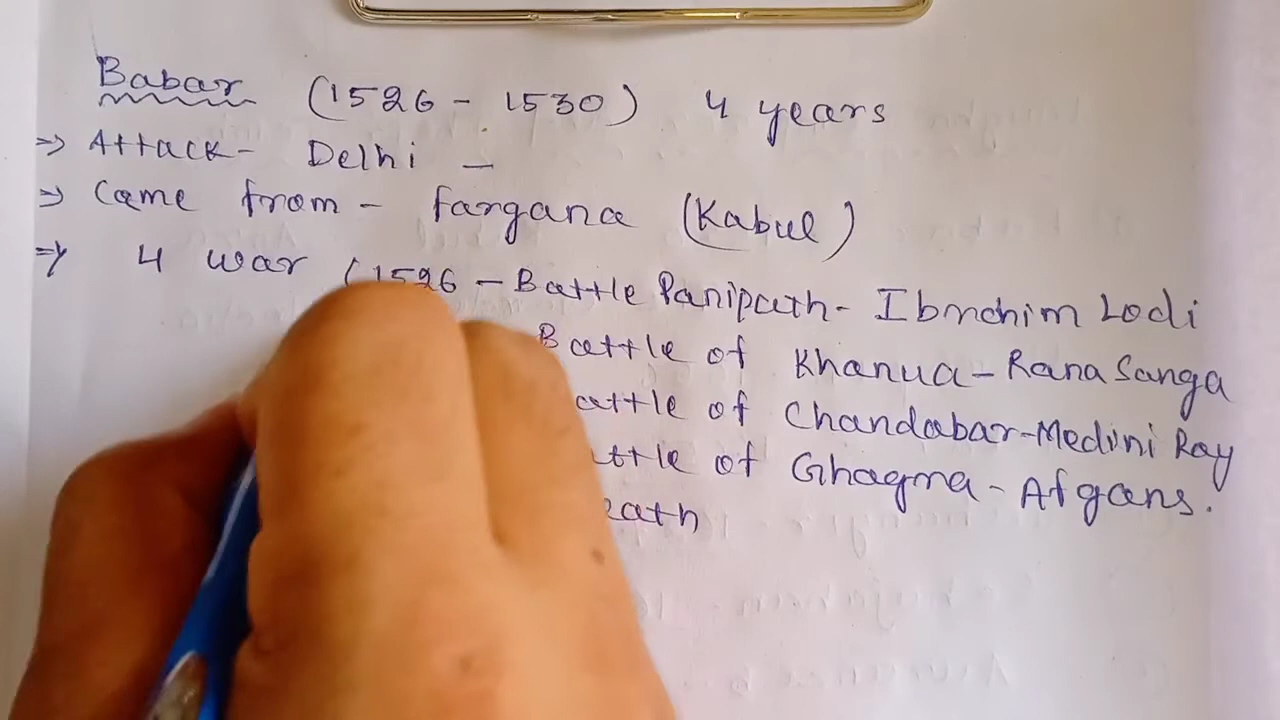 Babar (1526 - 1530) 4 years
⇒ Attack - Delhi -
⇒ Came from - fargana (Kabul)
⇒ 4 war (1526 - Battle Panipath - Ibrahim Lodi
Battle of Khanua - Rana Sanga
attle of Chandabar - Medini Ray
ttle of Ghagra - Afgans.
eath